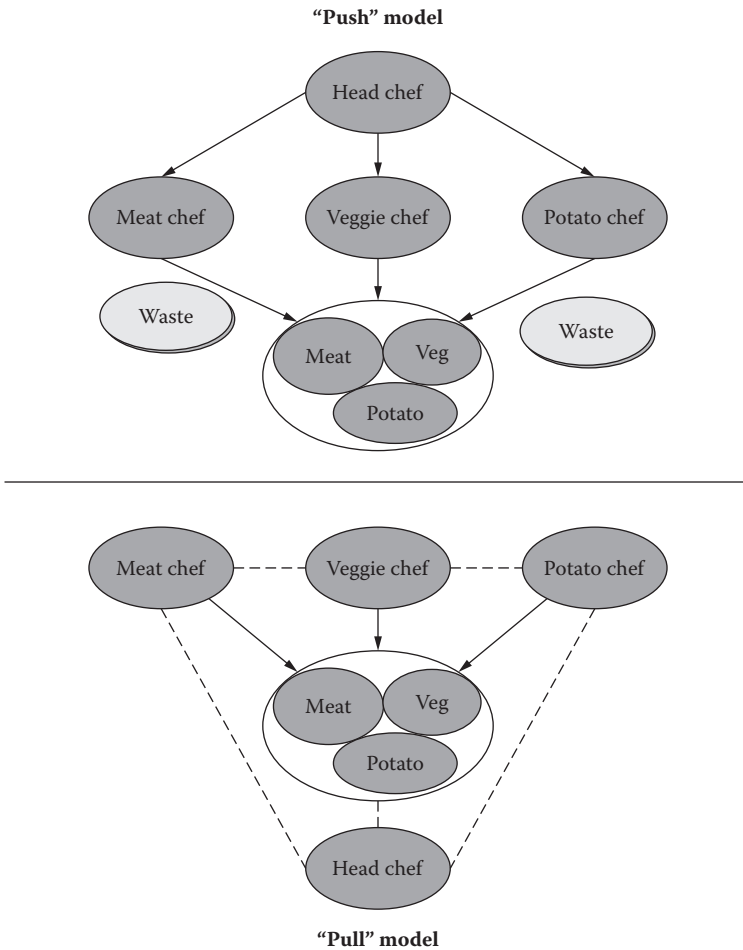 “Push” model
Head chef
Meat chef
Veggie chef
Potato chef
Waste
Waste
Meat
Veg
Potato
Meat chef
Veggie chef
Potato chef
Meat
Veg
Potato
Head chef
“Pull” model